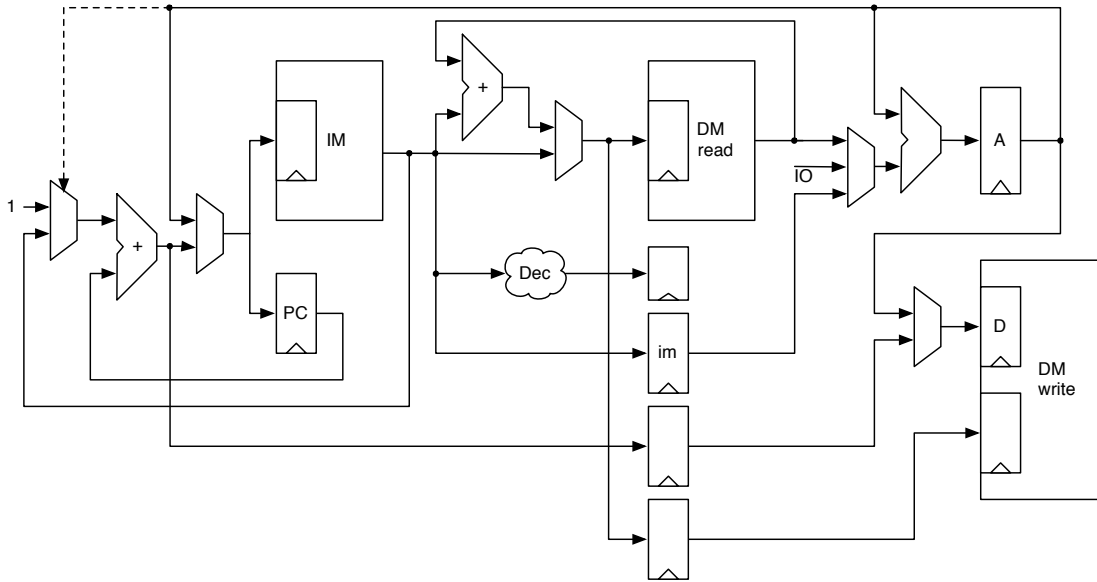 IM
+
DM
read
A
IO
1
+
Dec
PC
im
D
DM
write